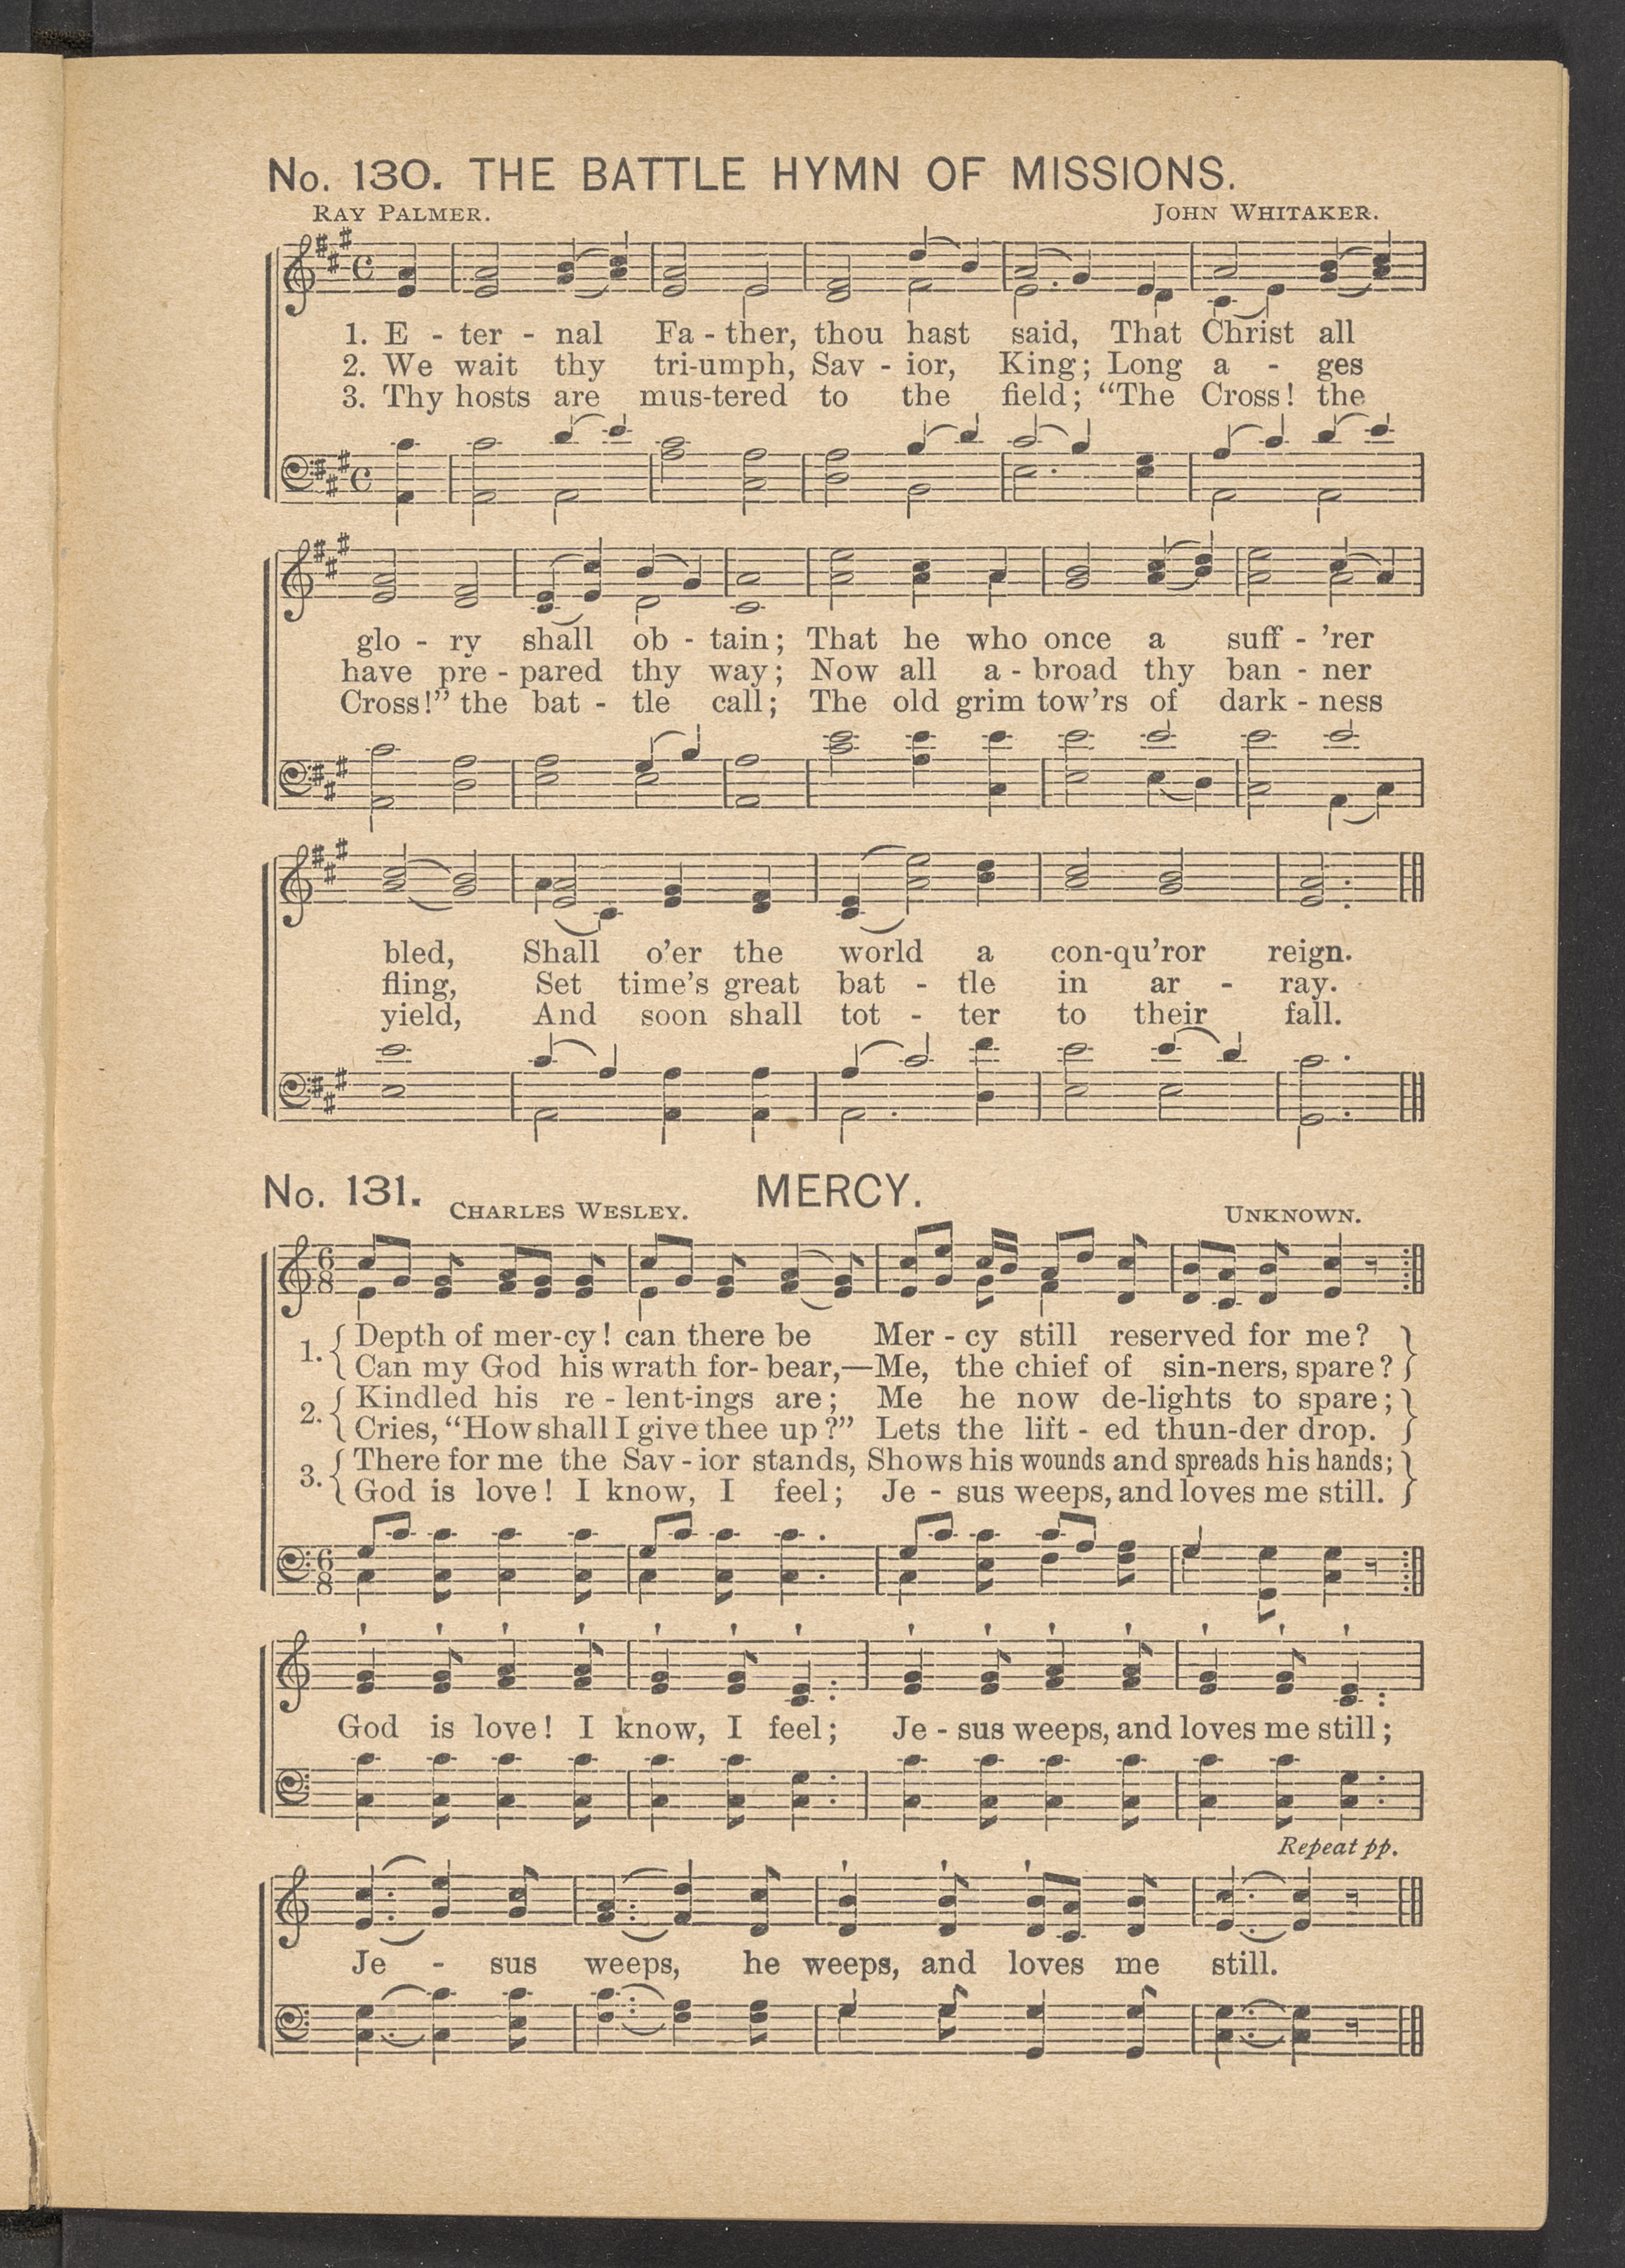 No. 130. THE BATTLE HYMN OF MISSIONS.
RAY PALMER. JOHN WHITAKER.
1. E - ter - nal Fa - ther, thou hast said, That Christ all
2. We wait thy tri-umph, Sav - ior, King; Long a - ges
3. Thy hosts are mus-tered to the field; “The Cross! the
glo - ry shall ob - tain; That he who once a suff - ’rer
have pre - pared thy way; Now all a - broad thy ban - ner
Cross!” the bat - tle call; The old grim tow’rs of dark - ness
bled, Shall o’er the world a con-qu’ror reign.
fling, Set time’s great bat - tle in ar - ray.
yield, And soon shall tot - ter to their fall.
No. 131. CHARLES WESLEY. MERCY. UNKNOWN.
1. { Depth of mer-cy! can there be Mer - cy still reserved for me? }
{ Can my God his wrath for-bear,—Me, the chief of sin-ners, spare? }
2. { Kindled his re - lent-ings are; Me he now de-lights to spare; }
{ Cries, “How shall I give thee up?” Lets the lift - ed thun-der drop. }
3. { There for me the Sav - ior stands, Shows his wounds and spreads his hands; }
{ God is love! I know, I feel; Je - sus weeps, and loves me still. }
God is love! I know, I feel; Je - sus weeps, and loves me still;
Repeat pp.
Je - sus weeps, he weeps, and loves me still.